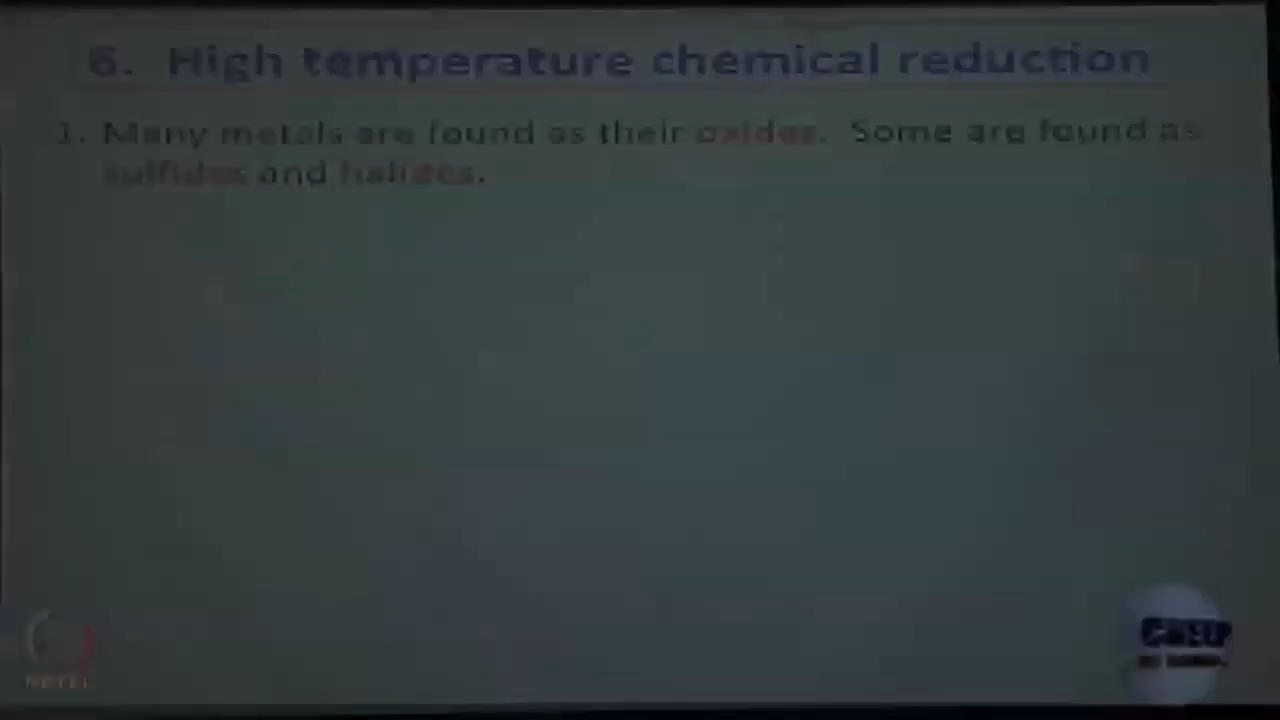 6. High temperature chemical reduction
1. Many metals are found as their oxides. Some are found as
sulfides and halides.
NPTEL